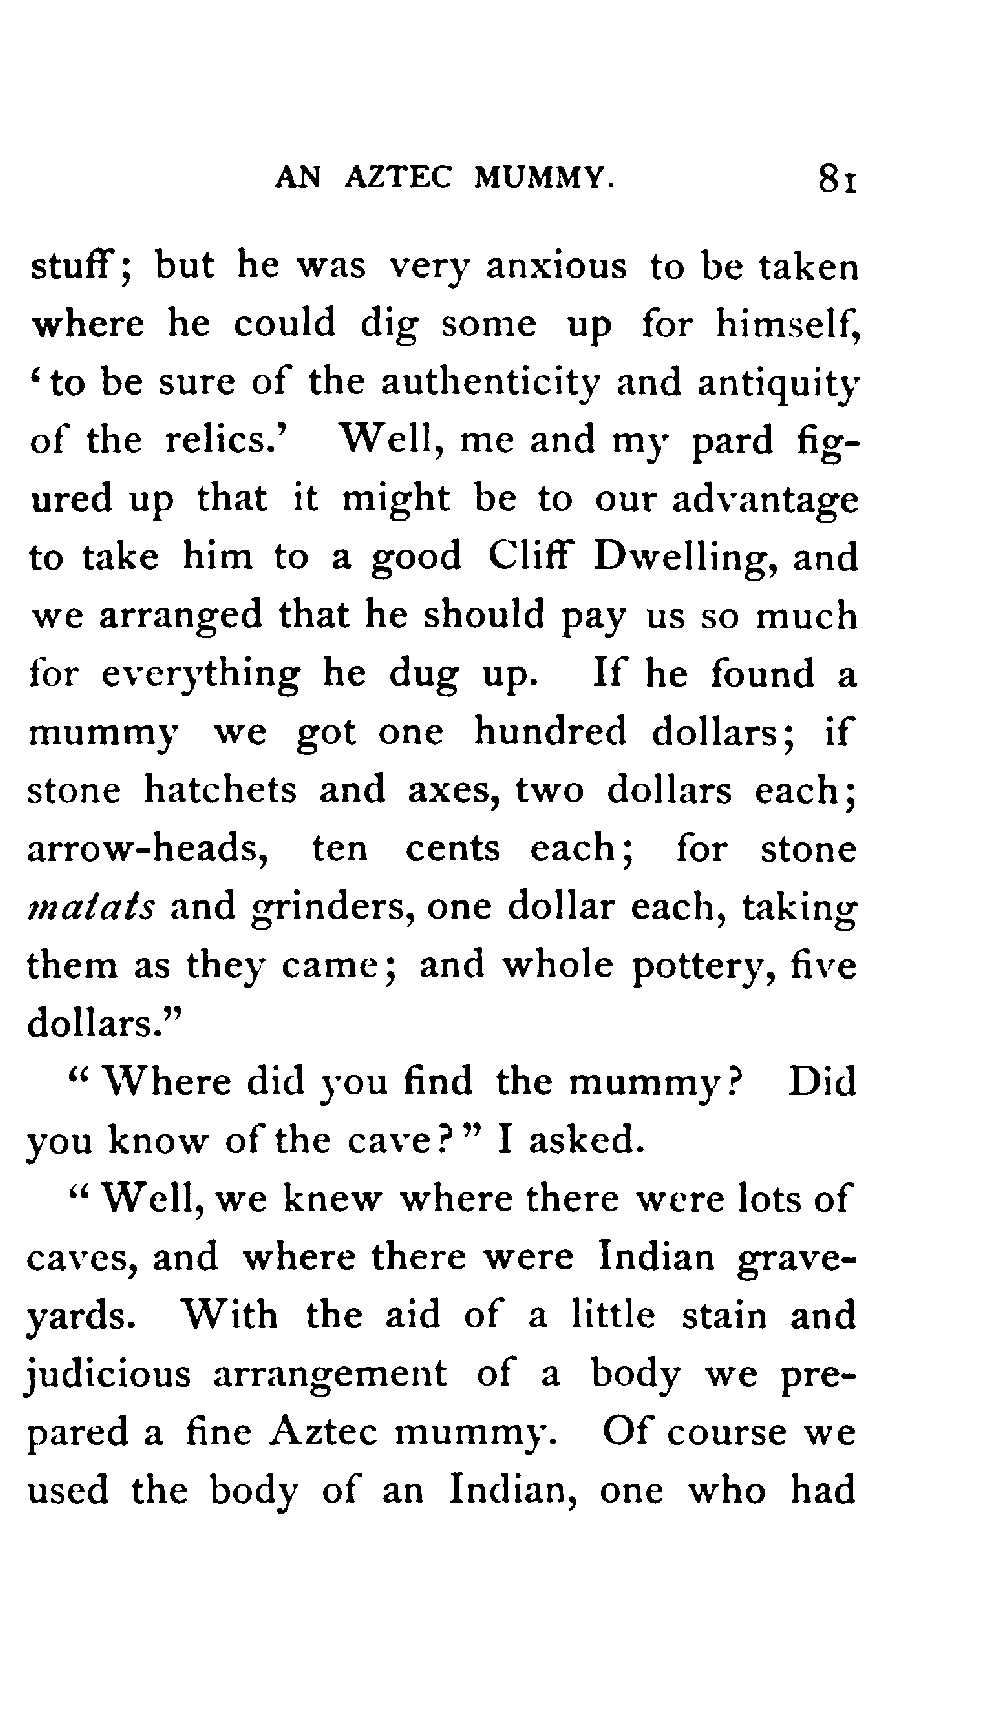 AN AZTEC MUMMY. 81
stuff; but he was very anxious to be taken
where he could dig some up for himself,
‘to be sure of the authenticity and antiquity
of the relics.’ Well, me and my pard fig-
ured up that it might be to our advantage
to take him to a good Cliff Dwelling, and
we arranged that he should pay us so much
for everything he dug up. If he found a
mummy we got one hundred dollars; if
stone hatchets and axes, two dollars each;
arrow-heads, ten cents each; for stone
matats and grinders, one dollar each, taking
them as they came; and whole pottery, five
dollars.”
“Where did you find the mummy? Did
you know of the cave?” I asked.
“Well, we knew where there were lots of
caves, and where there were Indian grave-
yards. With the aid of a little stain and
judicious arrangement of a body we pre-
pared a fine Aztec mummy. Of course we
used the body of an Indian, one who had